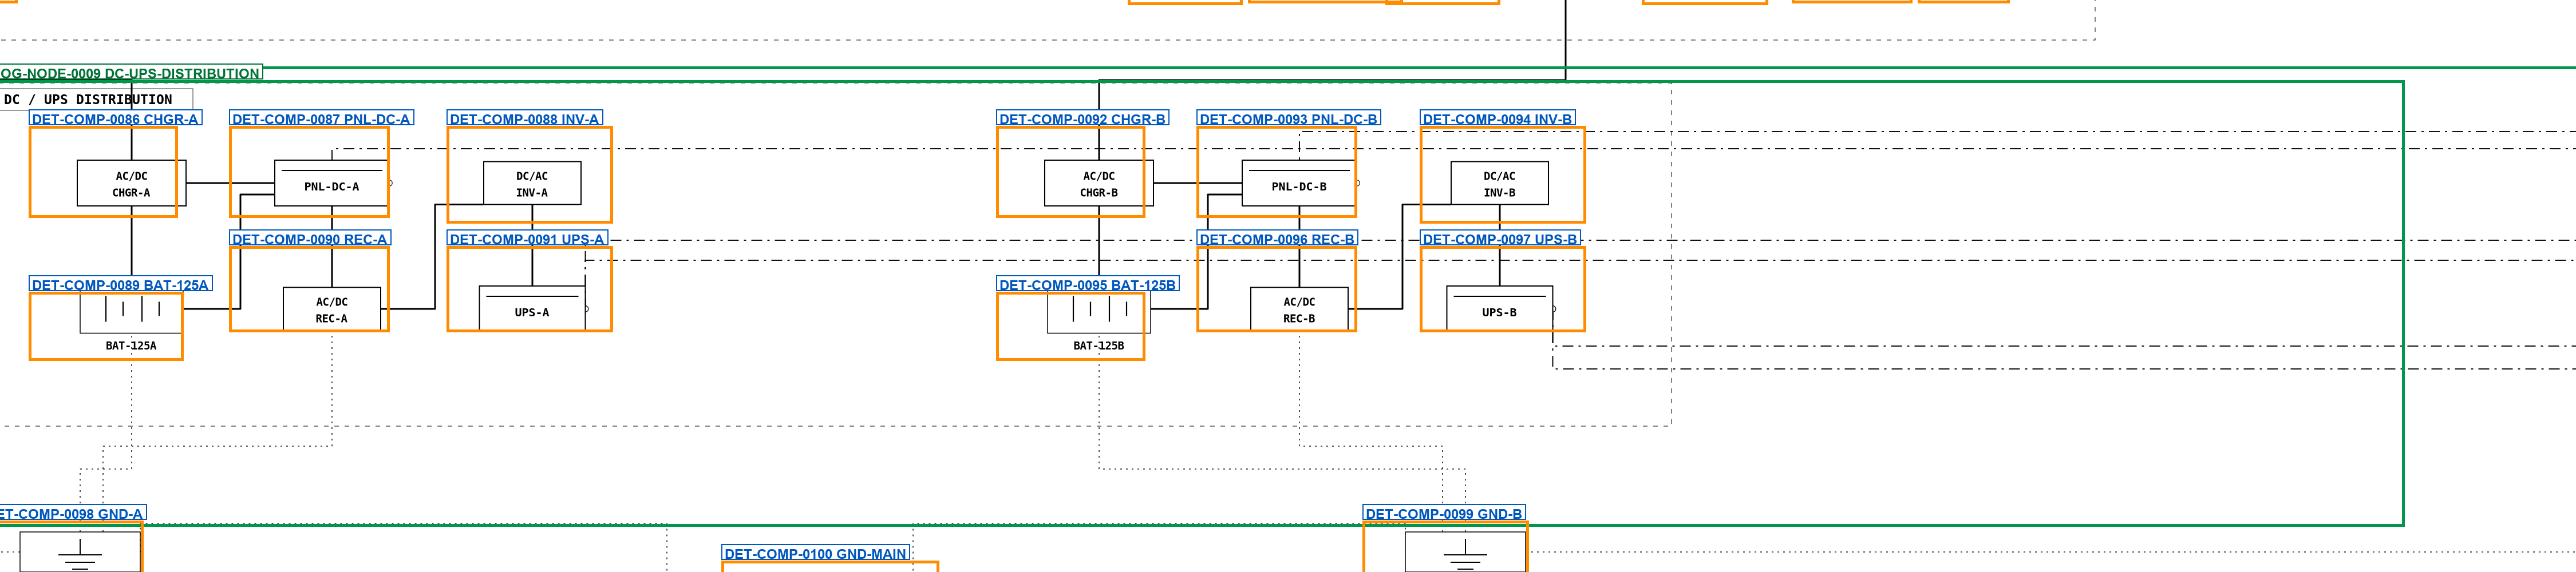 OG-NODE-0009 DC-UPS-DISTRIBUTION
DC / UPS DISTRIBUTION
DET-COMP-0086 CHGR-A
DET-COMP-0087 PNL-DC-A
DET-COMP-0088 INV-A
DET-COMP-0092 CHGR-B
DET-COMP-0093 PNL-DC-B
DET-COMP-0094 INV-B
AC/DC
CHGR-A
PNL-DC-A
DC/AC
INV-A
AC/DC
CHGR-B
PNL-DC-B
DC/AC
INV-B
DET-COMP-0090 REC-A
DET-COMP-0091 UPS-A
DET-COMP-0096 REC-B
DET-COMP-0097 UPS-B
DET-COMP-0089 BAT-125A
DET-COMP-0095 BAT-125B
AC/DC
REC-A
UPS-A
AC/DC
REC-B
UPS-B
BAT-125A
BAT-125B
ET-COMP-0098 GND-A
DET-COMP-0099 GND-B
DET-COMP-0100 GND-MAIN